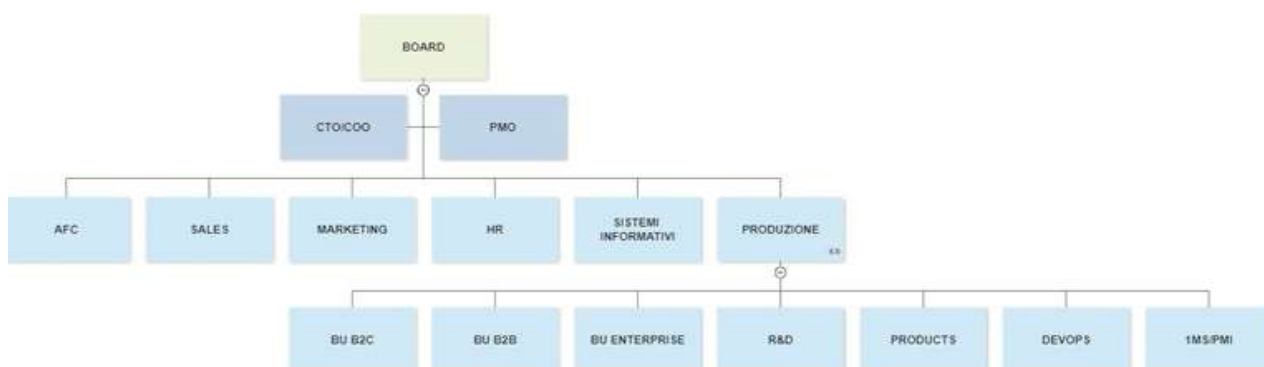 BOARD
CTO/COO
PMO
AFC
SALES
MARKETING
HR
SISTEMI
INFORMATIVI
PRODUZIONE
BU B2C
BU B2B
BU ENTERPRISE
R&D
PRODUCTS
DEVOPS
1MS/PMI